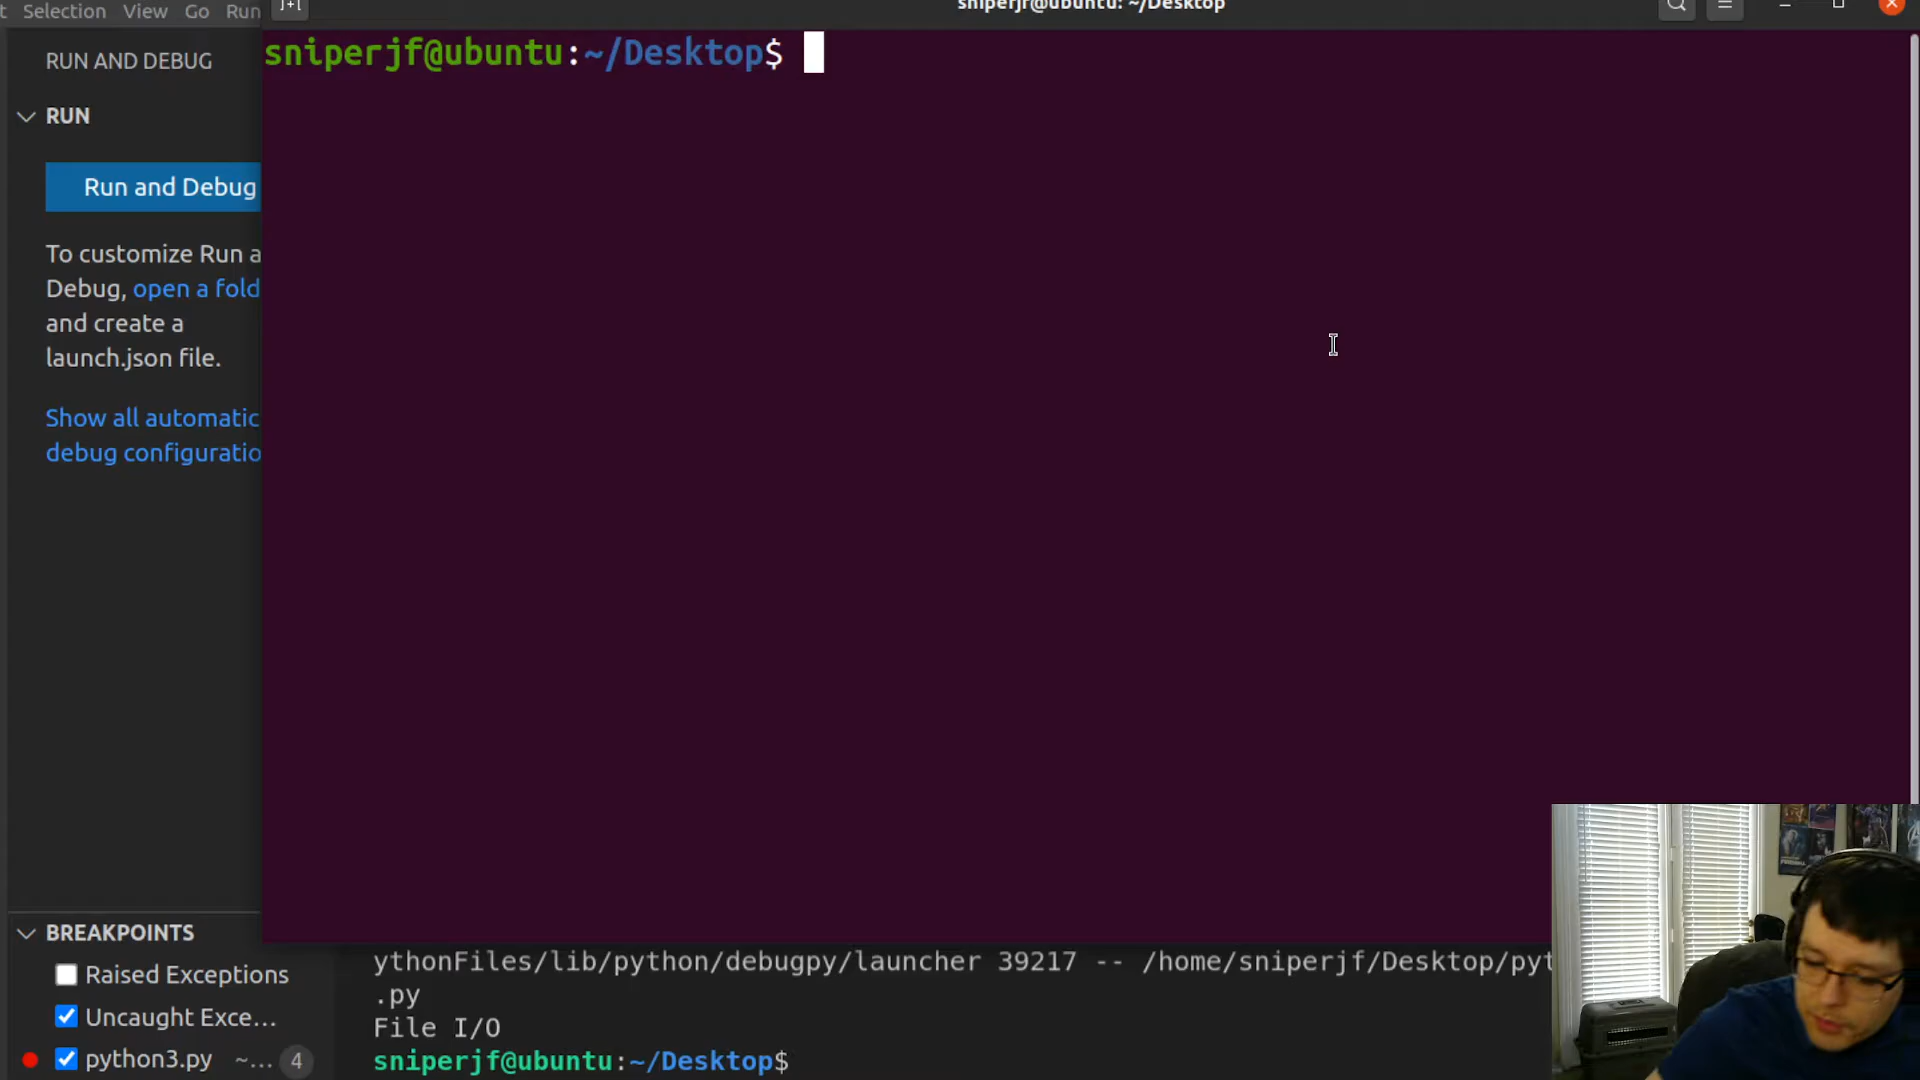 t Selection View Go Run
sniperjf@ubuntu: ~/Desktop
RUN AND DEBUG
RUN
Run and Debug
To customize Run a
Debug, open a fold
and create a
launch.json file.
Show all automatic
debug configuratio
sniperjf@ubuntu:~/Desktop$
BREAKPOINTS
Raised Exceptions
Uncaught Exce...
python3.py ~... 4
ythonFiles/lib/python/debugpy/launcher 39217 -- /home/sniperjf/Desktop/pyt
.py
File I/O
sniperjf@ubuntu:~/Desktop$